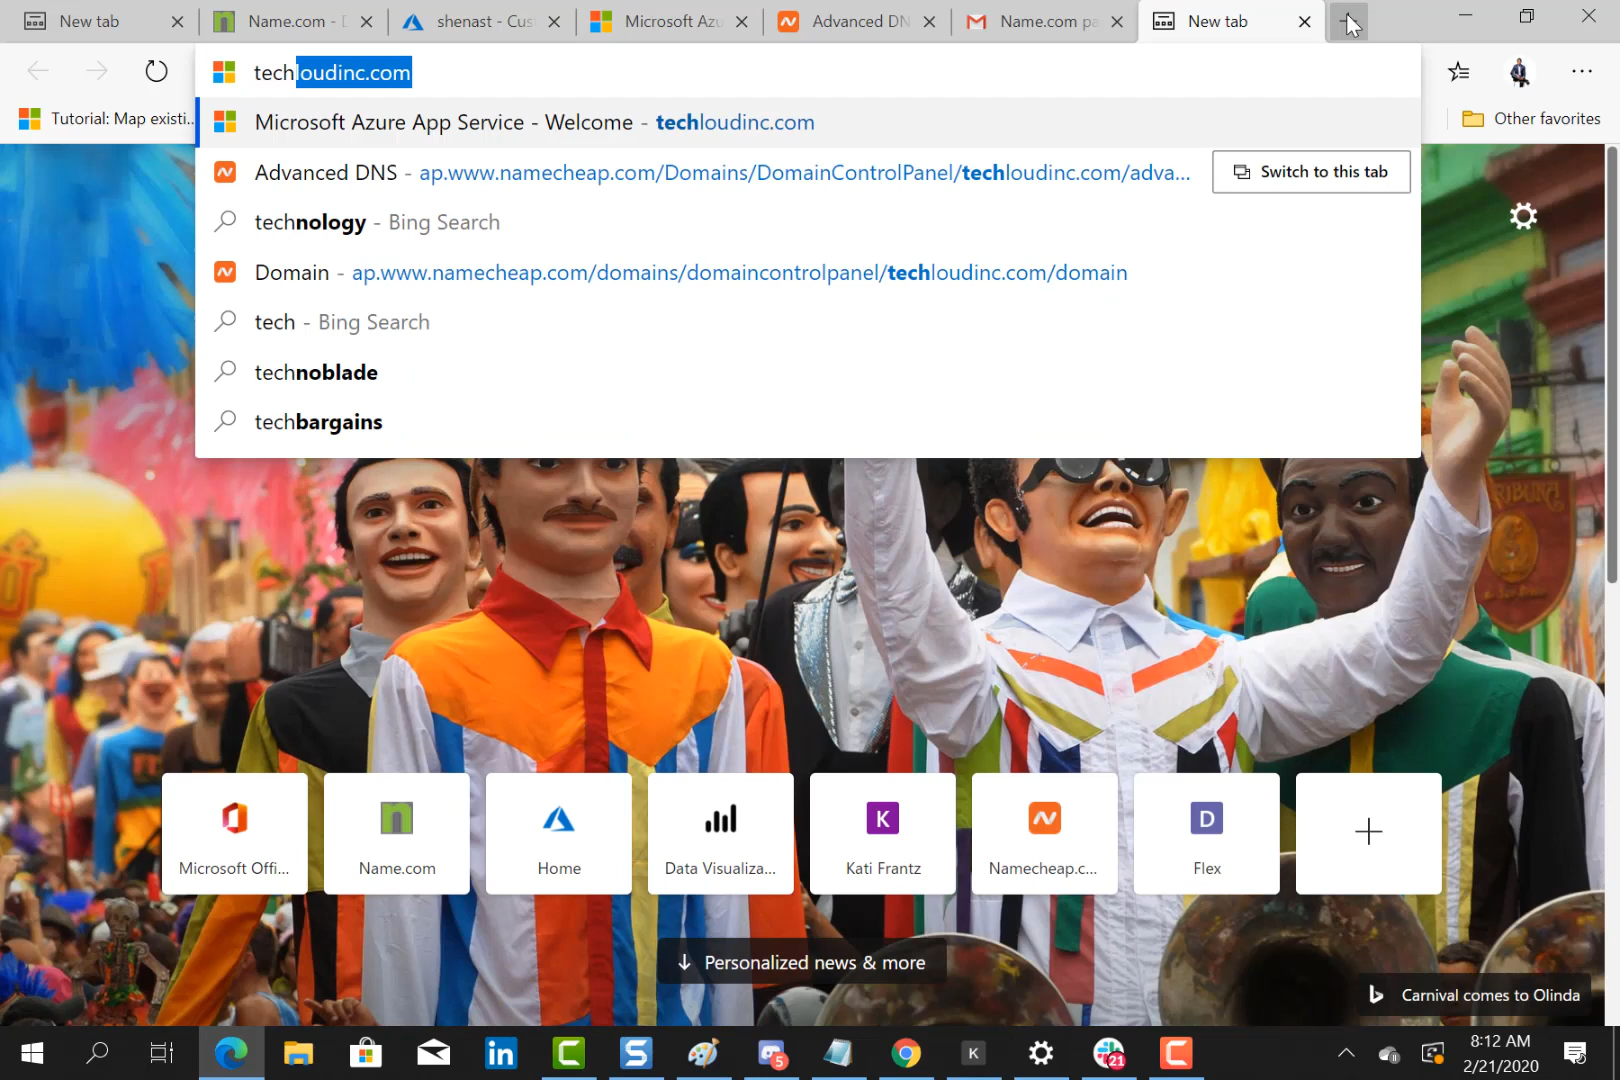 New tab
Name.com - D
shenast - Cus
Microsoft Azu
Advanced DN
Name.com pa
New tab
techloudinc.com
Tutorial: Map existi...
Other favorites
Microsoft Azure App Service - Welcome - techloudinc.com
Advanced DNS - ap.www.namecheap.com/Domains/DomainControlPanel/techloudinc.com/adva...
Switch to this tab
technology - Bing Search
Domain - ap.www.namecheap.com/domains/domaincontrolpanel/techloudinc.com/domain
tech - Bing Search
technoblade
techbargains
Microsoft Offi...
Name.com
Home
Data Visualiza...
K
Kati Frantz
Namecheap.c...
D
Flex
Personalized news & more
Carnival comes to Olinda
5
K
21
8:12 AM
2/21/2020